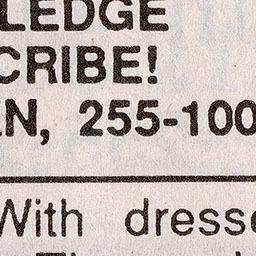 LEDGE
CRIBE!
N, 255-100
With dresse